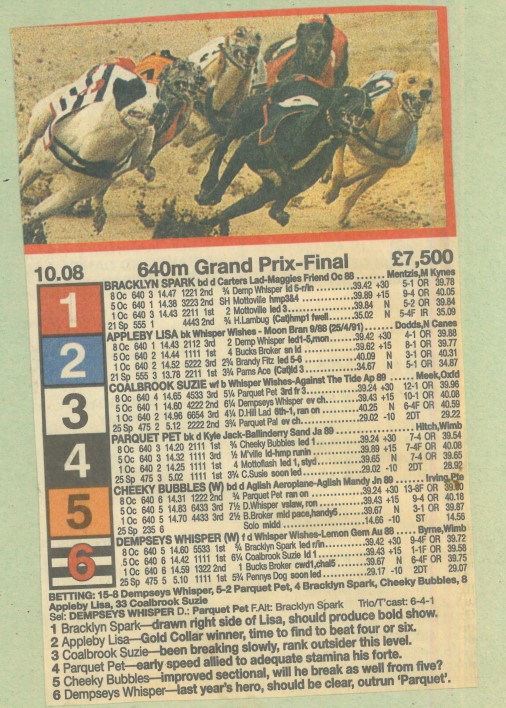 10.08 640m Grand Prix-Final £7,500
1
BRACKLYN SPARK bd d Carters Lad-Maggies Friend Oc 88 Mentzis,M Kynes
8 Oc 640 3 14.47 1221 2nd ¾ Demp Whisper ld 5-r/in 39.42 +30 5-1 OR 39.78
5 Oc 640 1 14.38 3223 2nd SH Mottoville hmp3&4 39.89 +15 9-4 OR 40.05
1 Oc 640 3 14.43 2211 1st 2 Mottoville led 3 39.84 N 5-2 OR 39.84
21 Sp 555 1 4443 2nd ¾ H.Lambug (Cat)hmp1 fwell 35.02 N 5-4F IR 35.09
2
APPLEBY LISA bk Whisper Wishes - Moon Bran 9/88 (25/4/91) Dodds,N Canes
8 Oc 640 1 14.43 2112 3rd 2 Demp Whisper led1-5,mon 39.42 +30 4-1 OR 39.88
5 Oc 640 2 14.44 1111 1st 4 Bucks Broker sn ld 39.62 +15 8-1 OR 39.77
1 Oc 640 2 14.52 5222 3rd 2¾ Brandy Fitz led 5-6 40.09 N 3-1 OR 40.31
21 Sp 555 3 13.78 2211 1st 3¾ Pams Ace (Cat)ld 3 34.67 N 5-1 OR 34.67
3
COALBROOK SUZIE wf b Whisper Wishes-Against The Tide Ap 89 Meek,Oxfd
8 Oc 640 4 14.65 4533 3rd 5¼ Parquet Pet 3rd fr 3 39.24 +30 12-1 OR 39.96
5 Oc 640 1 14.60 4222 2nd 6¼ Dempseys Whisper ev ch 39.43 +15 10-1 OR 40.08
1 Oc 640 2 14.96 6654 3rd 4½ D.Hill Lad 6th-1, ran on 40.25 N 6-4F OR 40.59
25 Sp 475 2 5.12 2222 2nd ¾ Parquet Pal ev ch 29.02 -10 2DT 29.22
4
PARQUET PET bk d Kyle Jack-Ballinderry Sand Ja 89 Hitch,Wimb
8 Oc 640 3 14.20 2111 1st ¾ Cheeky Bubbles led 1 39.24 +30 7-4 OR 39.54
5 Oc 640 3 14.32 1111 3rd ½ M'ville ld-hmp runin 39.89 +15 7-4F OR 40.08
1 Oc 640 1 14.25 1111 1st 4 Mottoflash led 1, styd 39.65 N 7-4 OR 39.65
25 Sp 475 3 5.02 1111 1st 3½ C.Susie soon led 29.02 -10 2DT 28.92
5
CHEEKY BUBBLES (W) bd d Aglish Aeroplane-Aglish Mandy Jn 89 Irving,Pte
8 Oc 640 6 14.31 1222 2nd ¾ Parquet Pet ran on 39.24 +30 13-8F OR
5 Oc 640 5 14.83 6433 3rd 7½ D.Whisper vslaw, ron 39.43 +15 9-4 OR 40.18
1 Oc 640 5 14.70 4433 3rd 2½ B.Broker mid pace,handy6 39.67 N 3-1 OR 39.87
25 Sp 235 6 Solo midd 14.66 -10 ST 14.56
6
DEMPSEYS WHISPER (W) f d Whisper Wishes-Lemon Gem Au 88 Byrne,Wimb
8 Oc 640 5 14.60 5533 1st ¾ Bracklyn Spark led r/in 39.42 +30 9-4F OR 39.72
5 Oc 640 6 14.42 1111 1st 6¼ Coalbrook Suzie ld 1 39.43 +15 1-1F OR 39.58
1 Oc 640 6 14.59 1322 2nd 1 Bucks Broker cwd1,chal5 39.67 N 6-4F OR 39.75
25 Sp 475 5 5.10 1111 1st 5¾ Pennys Dog soon led 29.17 -10 2DT 29.07
BETTING: 15-8 Dempseys Whisper, 5-2 Parquet Pet, 4 Bracklyn Spark, Cheeky Bubbles, 8
Appleby Lisa, 33 Coalbrook Suzie
Sel: DEMPSEYS WHISPER D.: Parquet Pet F.Alt: Bracklyn Spark Trio/T'cast: 6-4-1
1 Bracklyn Spark—drawn right side of Lisa, should produce bold show.
2 Appleby Lisa—Gold Collar winner, time to find to beat four or six.
3 Coalbrook Suzie—been breaking slowly, rank outsider this level.
4 Parquet Pet—early speed allied to adequate stamina his forte.
5 Cheeky Bubbles—improved sectional, will he break as well from five?
6 Dempseys Whisper—last year's hero, should be clear, outrun 'Parquet'.